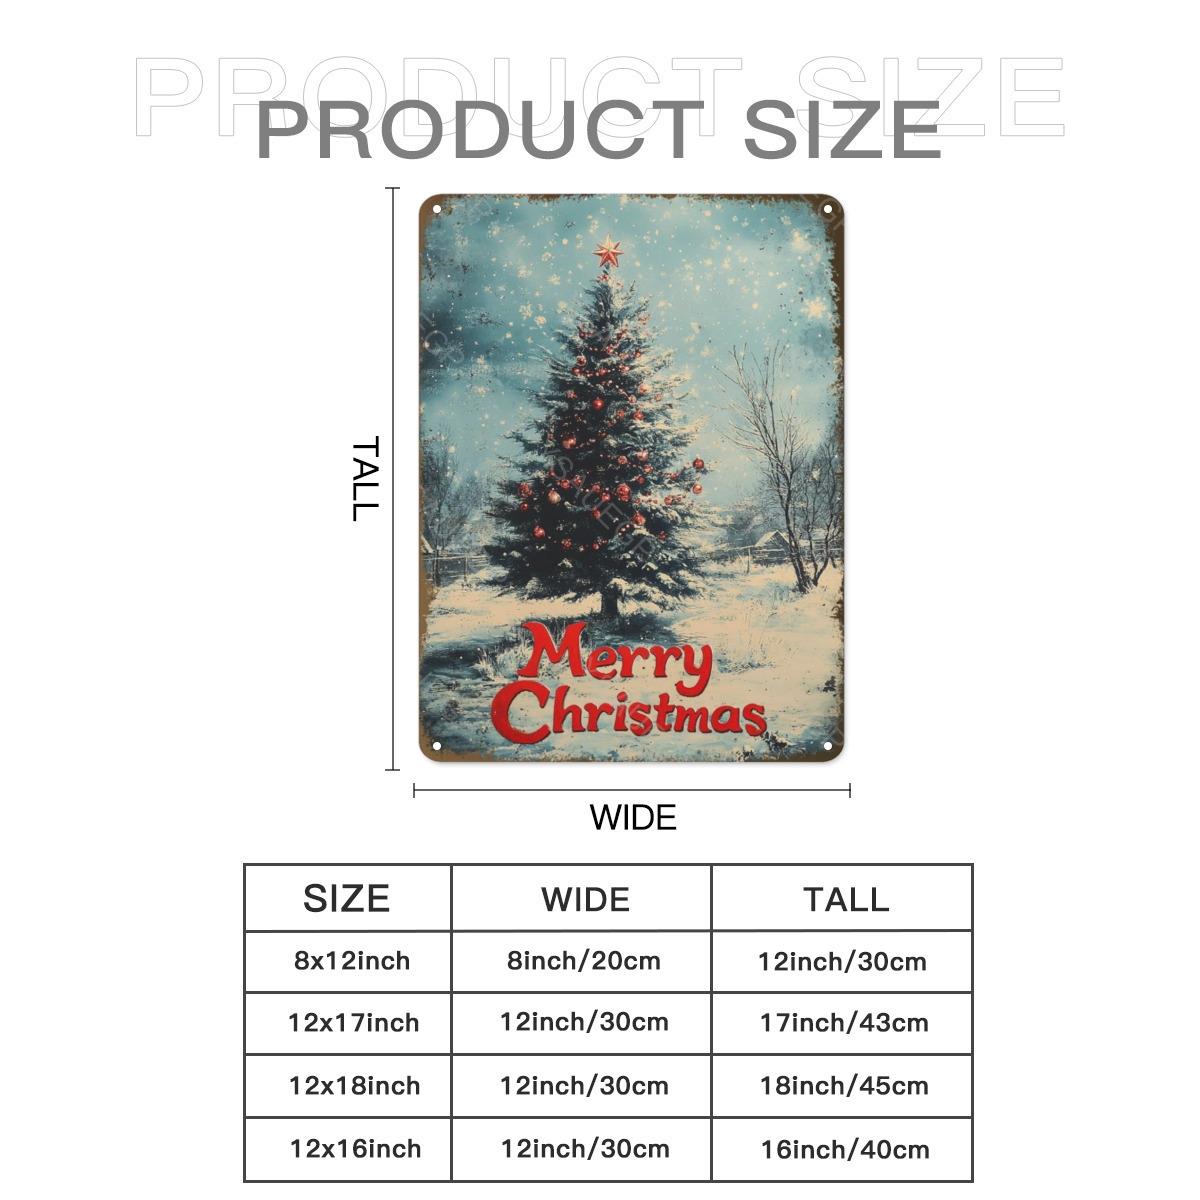 PRODUCT SIZE
PRODUCT SIZE
TALL
Merry
Christmas
WIDE
SIZE WIDE TALL
8x12inch 8inch/20cm 12inch/30cm
12x17inch 12inch/30cm 17inch/43cm
12x18inch 12inch/30cm 18inch/45cm
12x16inch 12inch/30cm 16inch/40cm